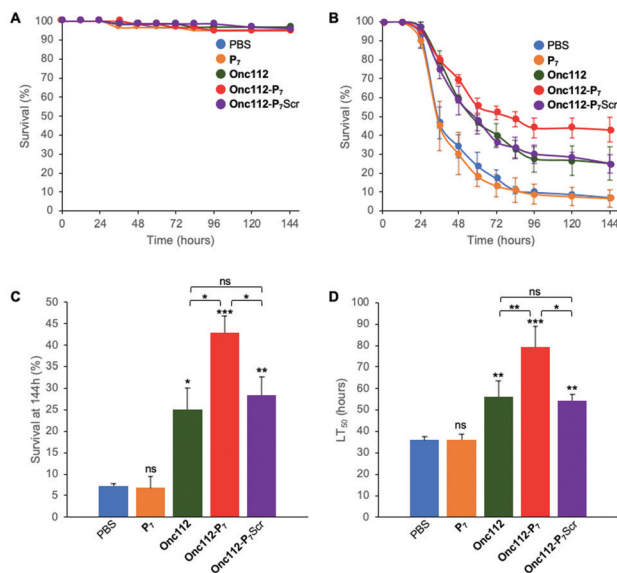 A
100
90
80
70
60
50
40
30
20
10
0
Survival (%)
0 24 48 72 96 120 144
Time (hours)
PBS
P₇
Onc112
Onc112-P₇
Onc112-P₇Scr
B
100
90
80
70
60
50
40
30
20
10
0
Survival (%)
0 24 48 72 96 120 144
Time (hours)
PBS
P₇
Onc112
Onc112-P₇
Onc112-P₇Scr
C
50
45
40
35
30
25
20
15
10
5
0
Survival at 144h (%)
ns
* *
***
ns
*
**
PBS
P₇
Onc112
Onc112-P₇
Onc112-P₇Scr
D
100
90
80
70
60
50
40
30
20
10
0
LT₅₀ (hours)
ns
** *
***
ns
**
**
PBS
P₇
Onc112
Onc112-P₇
Onc112-P₇Scr